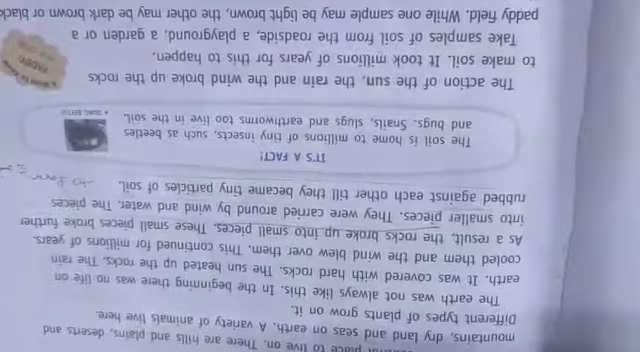 place to live on. There are hills and plains, deserts and
mountains, dry land and seas on earth. A variety of animals live here.
Different types of plants grow on it.
The earth was not always like this. In the beginning there was no life on
earth. It was covered with hard rocks. The sun heated up the rocks. The rain
cooled them and the wind blew over them. This continued for millions of years.
As a result, the rocks broke up into small pieces. These small pieces broke further
into smaller pieces. They were carried around by wind and water. The pieces
rubbed against each other till they became tiny particles of soil.
IT'S A FACT!
The soil is home to millions of tiny insects, such as beetles
and bugs. Snails, slugs and earthworms too live in the soil.
The action of the sun, the rain and the wind broke up the rocks
to make soil. It took millions of years for this to happen.
Take samples of soil from the roadside, a playground, a garden or a
paddy field. While one sample may be light brown, the other may be dark brown or black